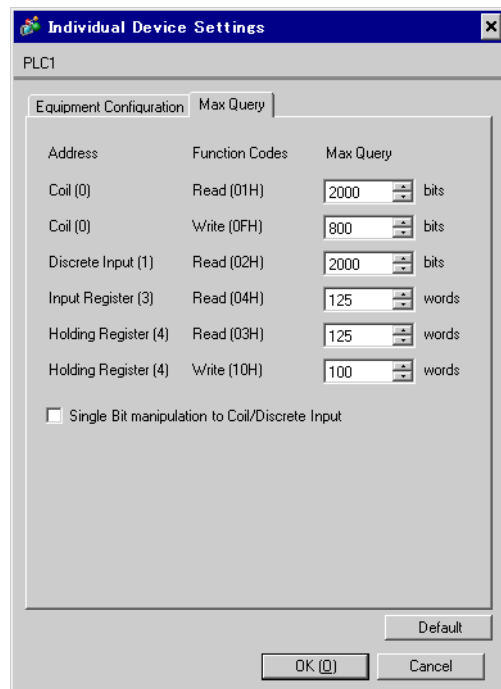 Individual Device Settings
PLC1
Equipment Configuration Max Query
Address Function Codes Max Query
Coil (0) Read (01H) 2000 bits
Coil (0) Write (0FH) 800 bits
Discrete Input (1) Read (02H) 2000 bits
Input Register (3) Read (04H) 125 words
Holding Register (4) Read (03H) 125 words
Holding Register (4) Write (10H) 100 words
Single Bit manipulation to Coil/Discrete Input
Default
OK (O) Cancel